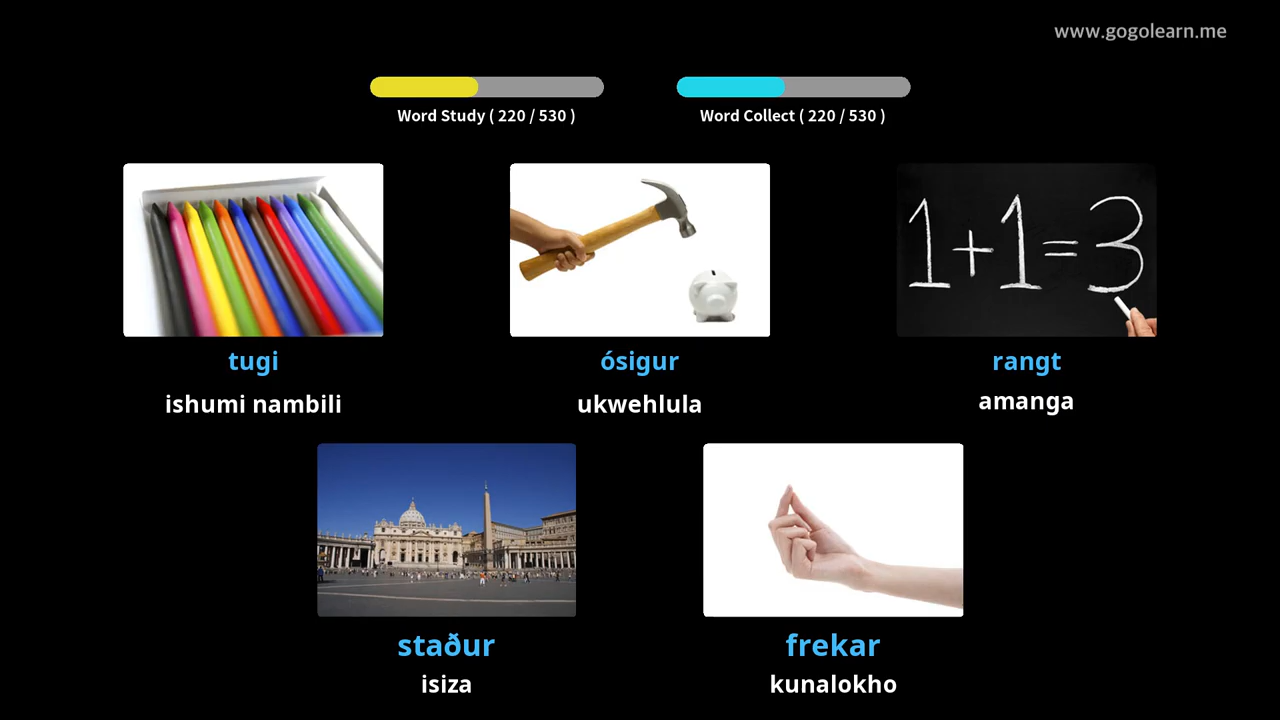 www.gogolearn.me
Word Study ( 220 / 530 )
Word Collect ( 220 / 530 )
1+1=3
tugi
ishumi nambili
ósigur
ukwehlula
rangt
amanga
staður
isiza
frekar
kunalokho